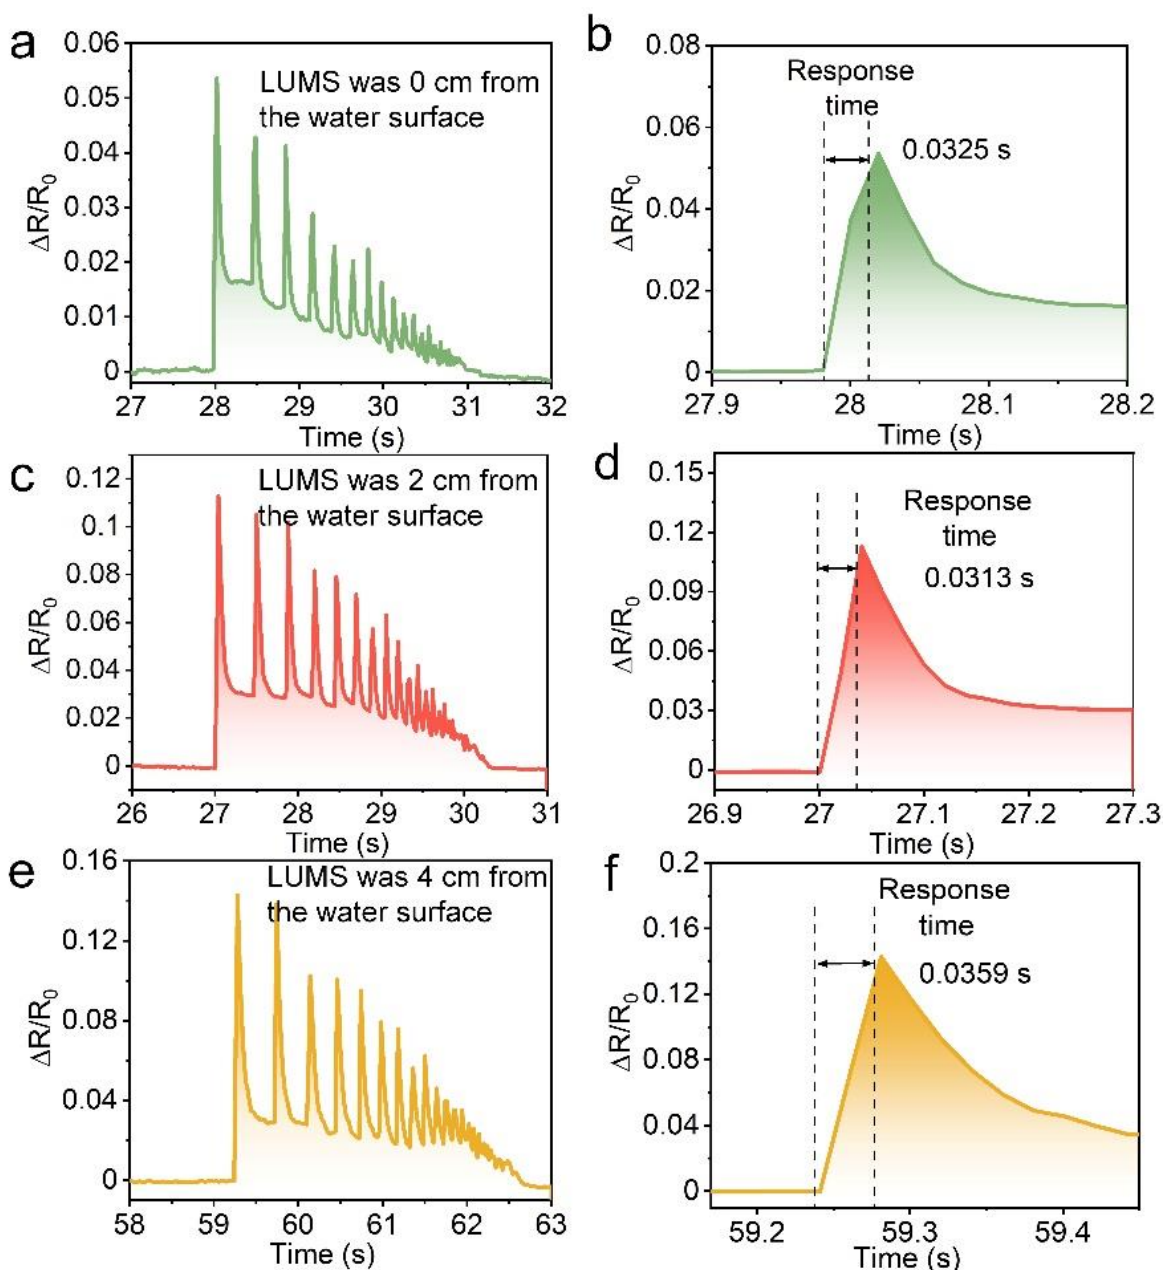 a
0.06
0.05
0.04
0.03
0.02
0.01
0
ΔR/R0
LUMS was 0 cm from
the water surface
27 28 29 30 31 32
Time (s)
b
0.08
0.06
0.04
0.02
0
ΔR/R0
Response
time
0.0325 s
27.9 28 28.1 28.2
Time (s)
c
0.12
0.1
0.08
0.06
0.04
0.02
0
ΔR/R0
LUMS was 2 cm from
the water surface
26 27 28 29 30 31
Time (s)
d
0.15
0.12
0.09
0.06
0.03
0
ΔR/R0
Response
time
0.0313 s
26.9 27 27.1 27.2 27.3
Time (s)
e
0.16
0.12
0.08
0.04
0
ΔR/R0
LUMS was 4 cm from
the water surface
58 59 60 61 62 63
Time (s)
f
0.2
0.16
0.12
0.08
0.04
0
ΔR/R0
Response
time
0.0359 s
59.2 59.3 59.4
Time (s)